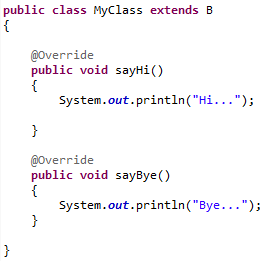 public class MyClass extends B
{
@Override
public void sayHi()
{
System.out.println("Hi...");
}
@Override
public void sayBye()
{
System.out.println("Bye...");
}
}